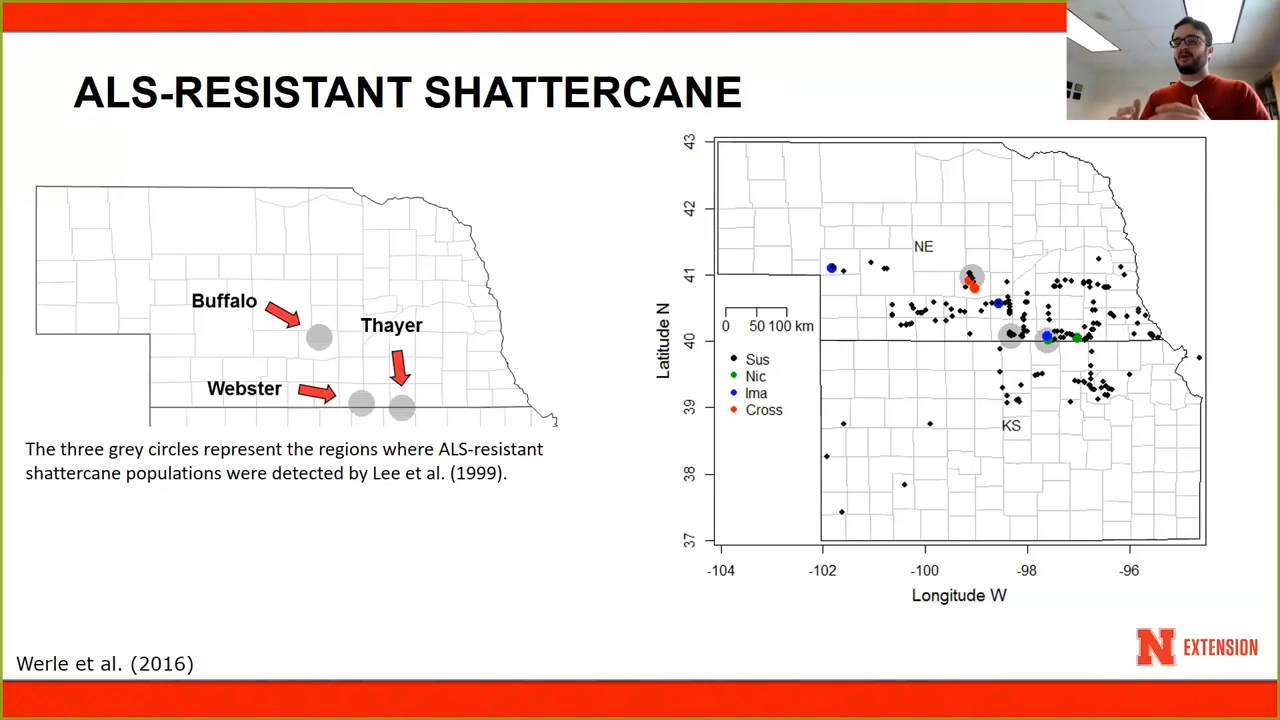 ALS-RESISTANT SHATTERCANE
Buffalo
Thayer
Webster
The three grey circles represent the regions where ALS-resistant
shattercane populations were detected by Lee et al. (1999).
43
42
41
40
39
38
37
Latitude N
NE
0 50 100 km
Sus
Nic
Ima
Cross
KS
-104 -102 -100 -98 -96
Longitude W
Werle et al. (2016)
N EXTENSION